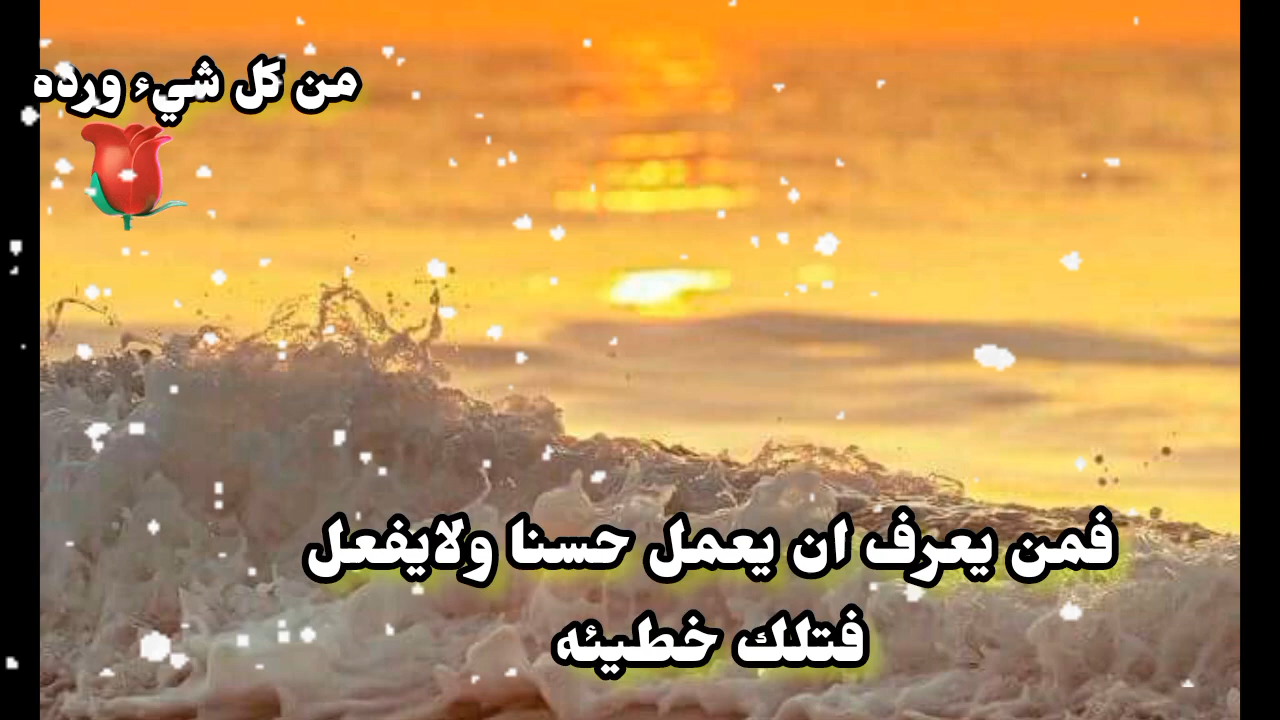 من كل شيء ورده
فمن يعرف ان يعمل حسنا ولايفعل
فتلك خطيئه